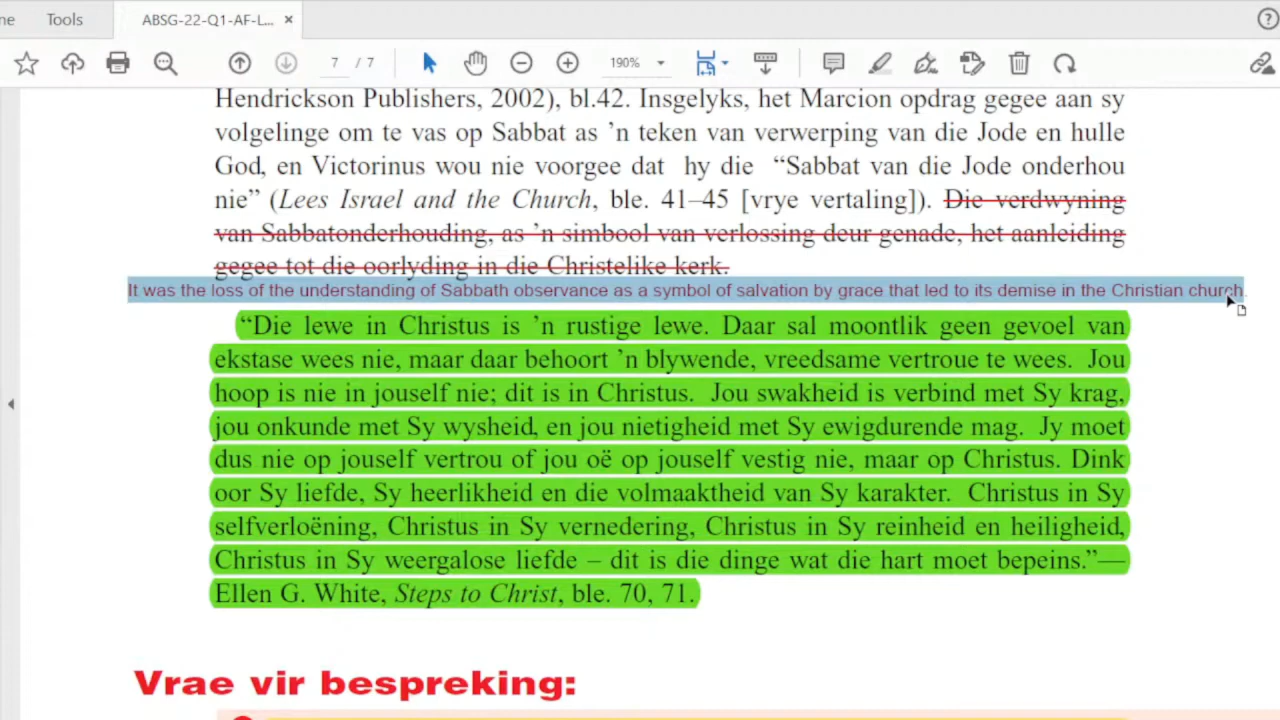 ne Tools ABSG-22-Q1-AF-L... ×
7 / 7 190%
Hendrickson Publishers, 2002), bl.42. Insgelyks, het Marcion opdrag gegee aan sy
volgelinge om te vas op Sabbat as ’n teken van verwerping van die Jode en hulle
God, en Victorinus wou nie voorgee dat hy die “Sabbat van die Jode onderhou
nie” (Lees Israel and the Church, ble. 41–45 [vrye vertaling]). Die verdwyning
van Sabbatonderhouding, as ’n simbool van verlossing deur genade, het aanleiding
gegee tot die oorlyding in die Christelike kerk.
It was the loss of the understanding of Sabbath observance as a symbol of salvation by grace that led to its demise in the Christian church.
“Die lewe in Christus is ’n rustige lewe. Daar sal moontlik geen gevoel van
ekstase wees nie, maar daar behoort ’n blywende, vreedsame vertroue te wees. Jou
hoop is nie in jouself nie; dit is in Christus. Jou swakheid is verbind met Sy krag,
jou onkunde met Sy wysheid, en jou nietigheid met Sy ewigdurende mag. Jy moet
dus nie op jouself vertrou of jou oë op jouself vestig nie, maar op Christus. Dink
oor Sy liefde, Sy heerlikheid en die volmaaktheid van Sy karakter. Christus in Sy
selfverloëning, Christus in Sy vernedering, Christus in Sy reinheid en heiligheid,
Christus in Sy weergalose liefde – dit is die dinge wat die hart moet bepeins.”—
Ellen G. White, Steps to Christ, ble. 70, 71.
Vrae vir bespreking: